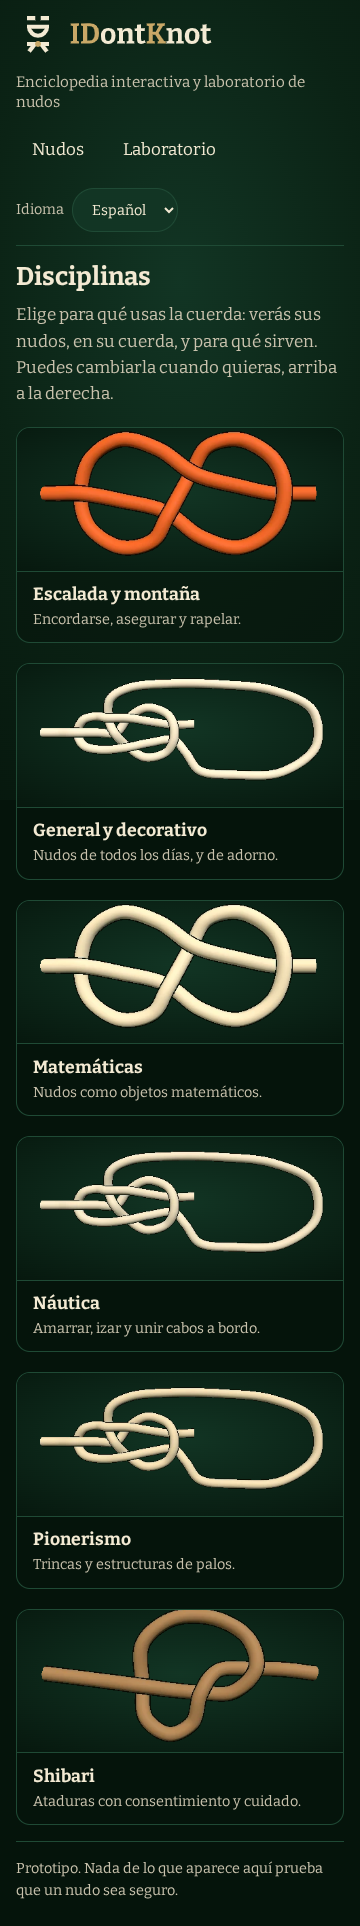 IDontKnot
Enciclopedia interactiva y laboratorio de
nudos
Nudos Laboratorio
Idioma Español
Disciplinas
Elige para qué usas la cuerda: verás sus
nudos, en su cuerda, y para qué sirven.
Puedes cambiarla cuando quieras, arriba
a la derecha.
Escalada y montaña
Encordarse, asegurar y rapelar.
General y decorativo
Nudos de todos los días, y de adorno.
Matemáticas
Nudos como objetos matemáticos.
Náutica
Amarrar, izar y unir cabos a bordo.
Pionerismo
Trincas y estructuras de palos.
Shibari
Ataduras con consentimiento y cuidado.
Prototipo. Nada de lo que aparece aquí prueba
que un nudo sea seguro.